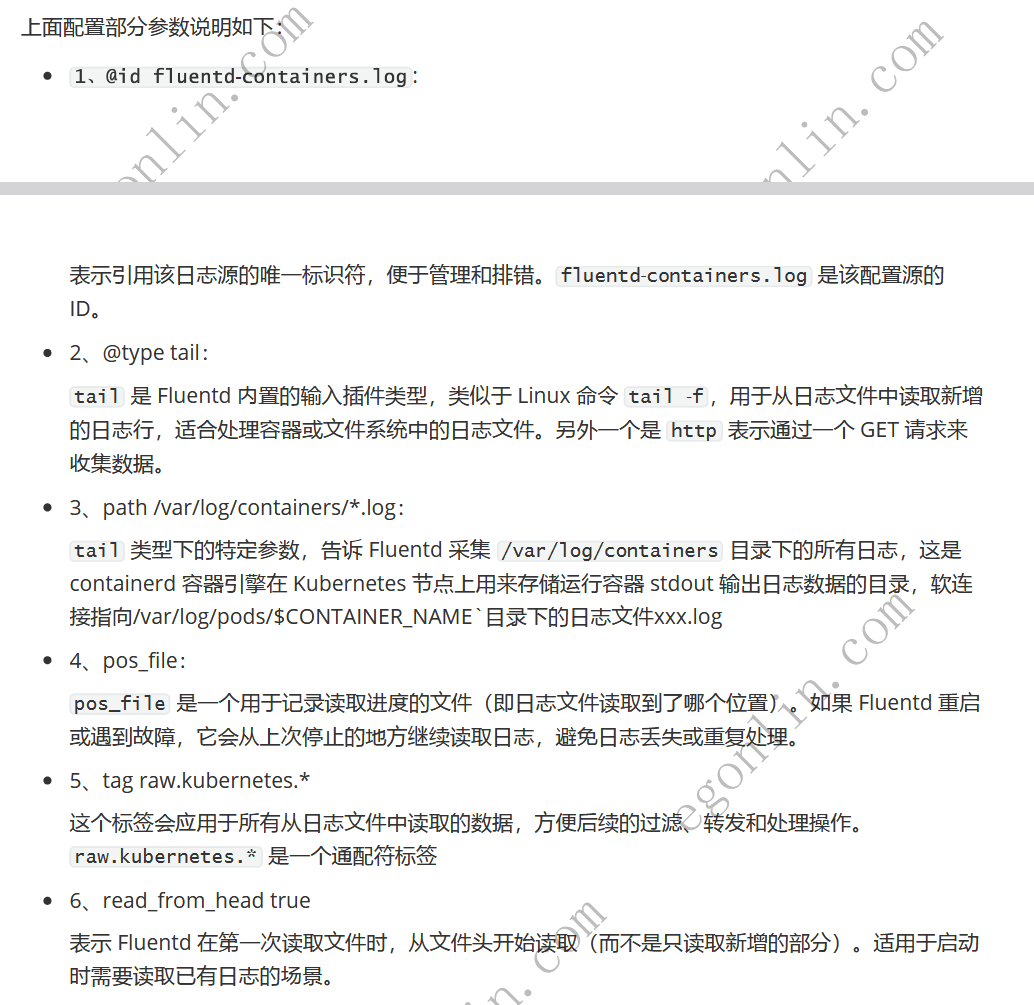 上面配置部分参数说明如下：
1、@id fluentd-containers.log：
表示引用该日志源的唯一标识符，便于管理和排错。fluentd-containers.log 是该配置源的
ID。
2、@type tail：
tail 是 Fluentd 内置的输入插件类型，类似于 Linux 命令 tail -f，用于从日志文件中读取新增
的日志行，适合处理容器或文件系统中的日志文件。另外一个是 http 表示通过一个 GET 请求来
收集数据。
3、path /var/log/containers/*.log：
tail 类型下的特定参数，告诉 Fluentd 采集 /var/log/containers 目录下的所有日志，这是
containerd 容器引擎在 Kubernetes 节点上用来存储运行容器 stdout 输出日志数据的目录，软连
接指向/var/log/pods/$CONTAINER_NAME`目录下的日志文件xxx.log
4、pos_file：
pos_file 是一个用于记录读取进度的文件（即日志文件读取到了哪个位置）。如果 Fluentd 重启
或遇到故障，它会从上次停止的地方继续读取日志，避免日志丢失或重复处理。
5、tag raw.kubernetes.*
这个标签会应用于所有从日志文件中读取的数据，方便后续的过滤、转发和处理操作。
raw.kubernetes.* 是一个通配符标签
6、read_from_head true
表示 Fluentd 在第一次读取文件时，从文件头开始读取（而不是只读取新增的部分）。适用于启动
时需要读取已有日志的场景。
onlin.com
nlin.com
egonlin.com
n.com